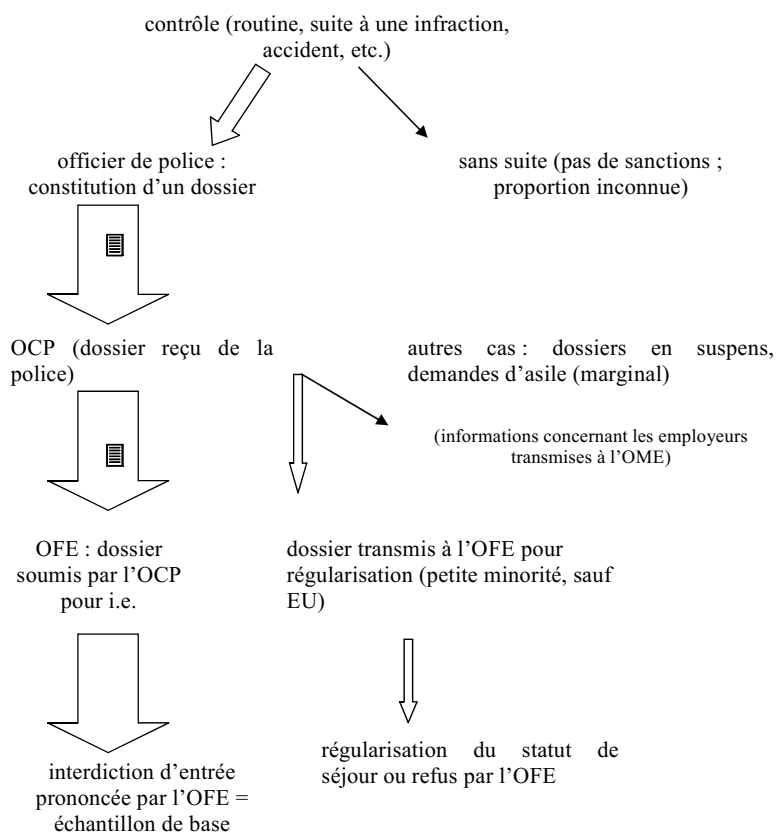 contrôle (routine, suite à une infraction,
accident, etc.)
officier de police :
constitution d’un dossier
sans suite (pas de sanctions ;
proportion inconnue)
OCP (dossier reçu de la
police)
autres cas : dossiers en suspens,
demandes d'asile (marginal)
(informations concernant les employeurs
transmises à l’OME)
OFE : dossier
soumis par l’OCP
pour i.e.
dossier transmis à l’OFE pour
régularisation (petite minorité, sauf
EU)
interdiction d’entrée
prononcée par l’OFE =
échantillon de base
régularisation du statut de
séjour ou refus par l’OFE